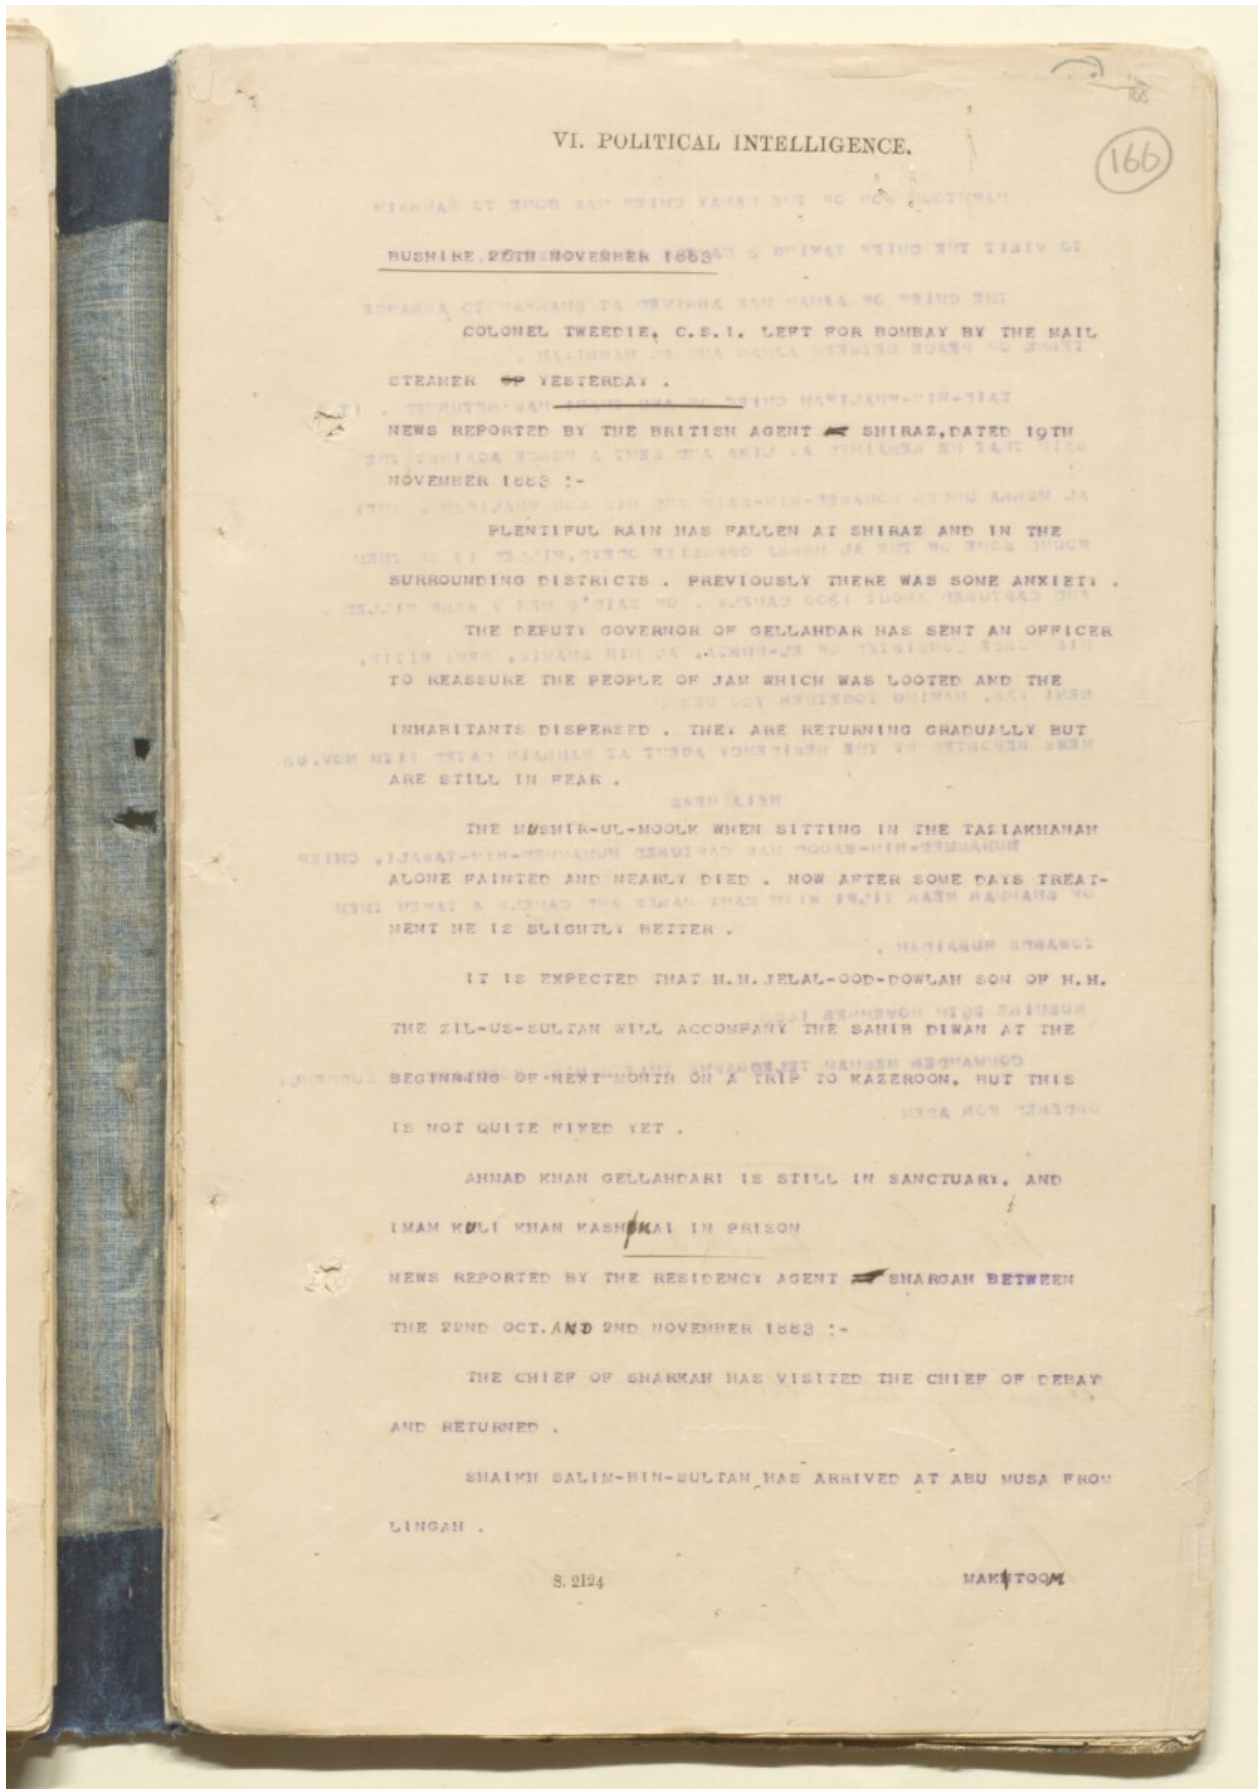 VI. POLITICAL INTELLIGENCE.
166
BUSHIRE 26TH NOVEMBER 1883
COLONEL TWEEDIE, C.S.I. LEFT FOR BOMBAY BY THE MAIL
STEAMER OF YESTERDAY .
NEWS REPORTED BY THE BRITISH AGENT SHIRAZ, DATED 19TH
NOVEMBER 1883 :-
PLENTIFUL RAIN HAS FALLEN AT SHIRAZ AND IN THE
SURROUNDING DISTRICTS . PREVIOUSLY THERE WAS SOME ANXIETY .
THE DEPUTY GOVERNOR OF GELLAHDAR HAS SENT AN OFFICER
TO REASSURE THE PEOPLE OF JAM WHICH WAS LOOTED AND THE
INHABITANTS DISPERSED . THEY ARE RETURNING GRADUALLY BUT
ARE STILL IN FEAR .
THE MUSHIR-UL-MOOLK WHEN SITTING IN THE TAZIAKHANAH
ALONE FAINTED AND NEARLY DIED . NOW AFTER SOME DAYS TREAT-
MENT HE IS SLIGHTLY BETTER .
IT IS EXPECTED THAT H.H. JELAL-OOD-DOWLAH SON OF H.H.
THE ZIL-US-SULTAN WILL ACCOMPANY THE SAHIB DIWAN AT THE
BEGINNING OF NEXT MONTH ON A TRIP TO KAZEROON, BUT THIS
IS NOT QUITE FIXED YET .
AHMAD KHAN GELLAHDARI IS STILL IN SANCTUARY, AND
IMAM KULI KHAN KASHKAI IN PRISON
NEWS REPORTED BY THE RESIDENCY AGENT SHARGAH BETWEEN
THE 22ND OCT. AND 2ND NOVEMBER 1883 :-
THE CHIEF OF SHARKAH HAS VISITED THE CHIEF OF DEBAY
AND RETURNED .
SHAIKH SALIM-BIN-SULTAN HAS ARRIVED AT ABU MUSA FROM
LINGAH .
S. 2124 MAKTOOM